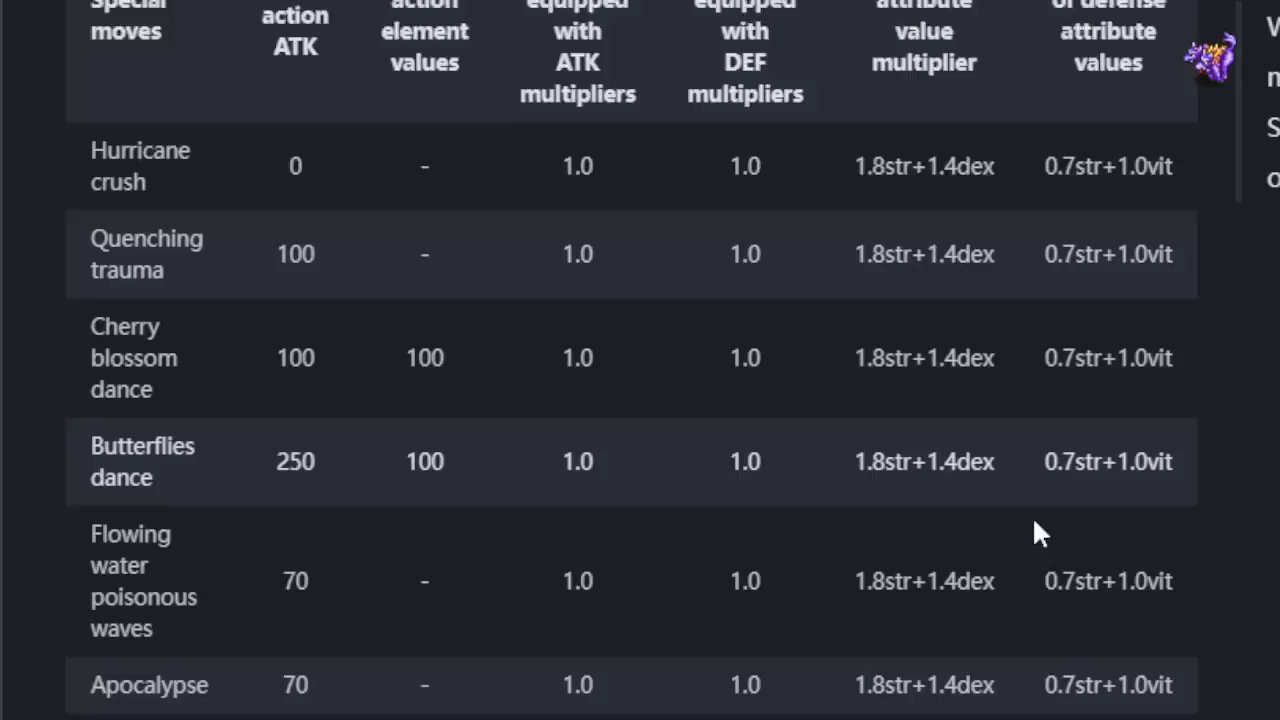 Special action action equipped equipped attribute of defense
moves ATK element with with value attribute
values ATK DEF multiplier values
multipliers multipliers
Hurricane
crush 0 - 1.0 1.0 1.8str+1.4dex 0.7str+1.0vit
Quenching
trauma 100 - 1.0 1.0 1.8str+1.4dex 0.7str+1.0vit
Cherry
blossom 100 100 1.0 1.0 1.8str+1.4dex 0.7str+1.0vit
dance
Butterflies
dance 250 100 1.0 1.0 1.8str+1.4dex 0.7str+1.0vit
Flowing
water
poisonous 70 - 1.0 1.0 1.8str+1.4dex 0.7str+1.0vit
waves
Apocalypse 70 - 1.0 1.0 1.8str+1.4dex 0.7str+1.0vit